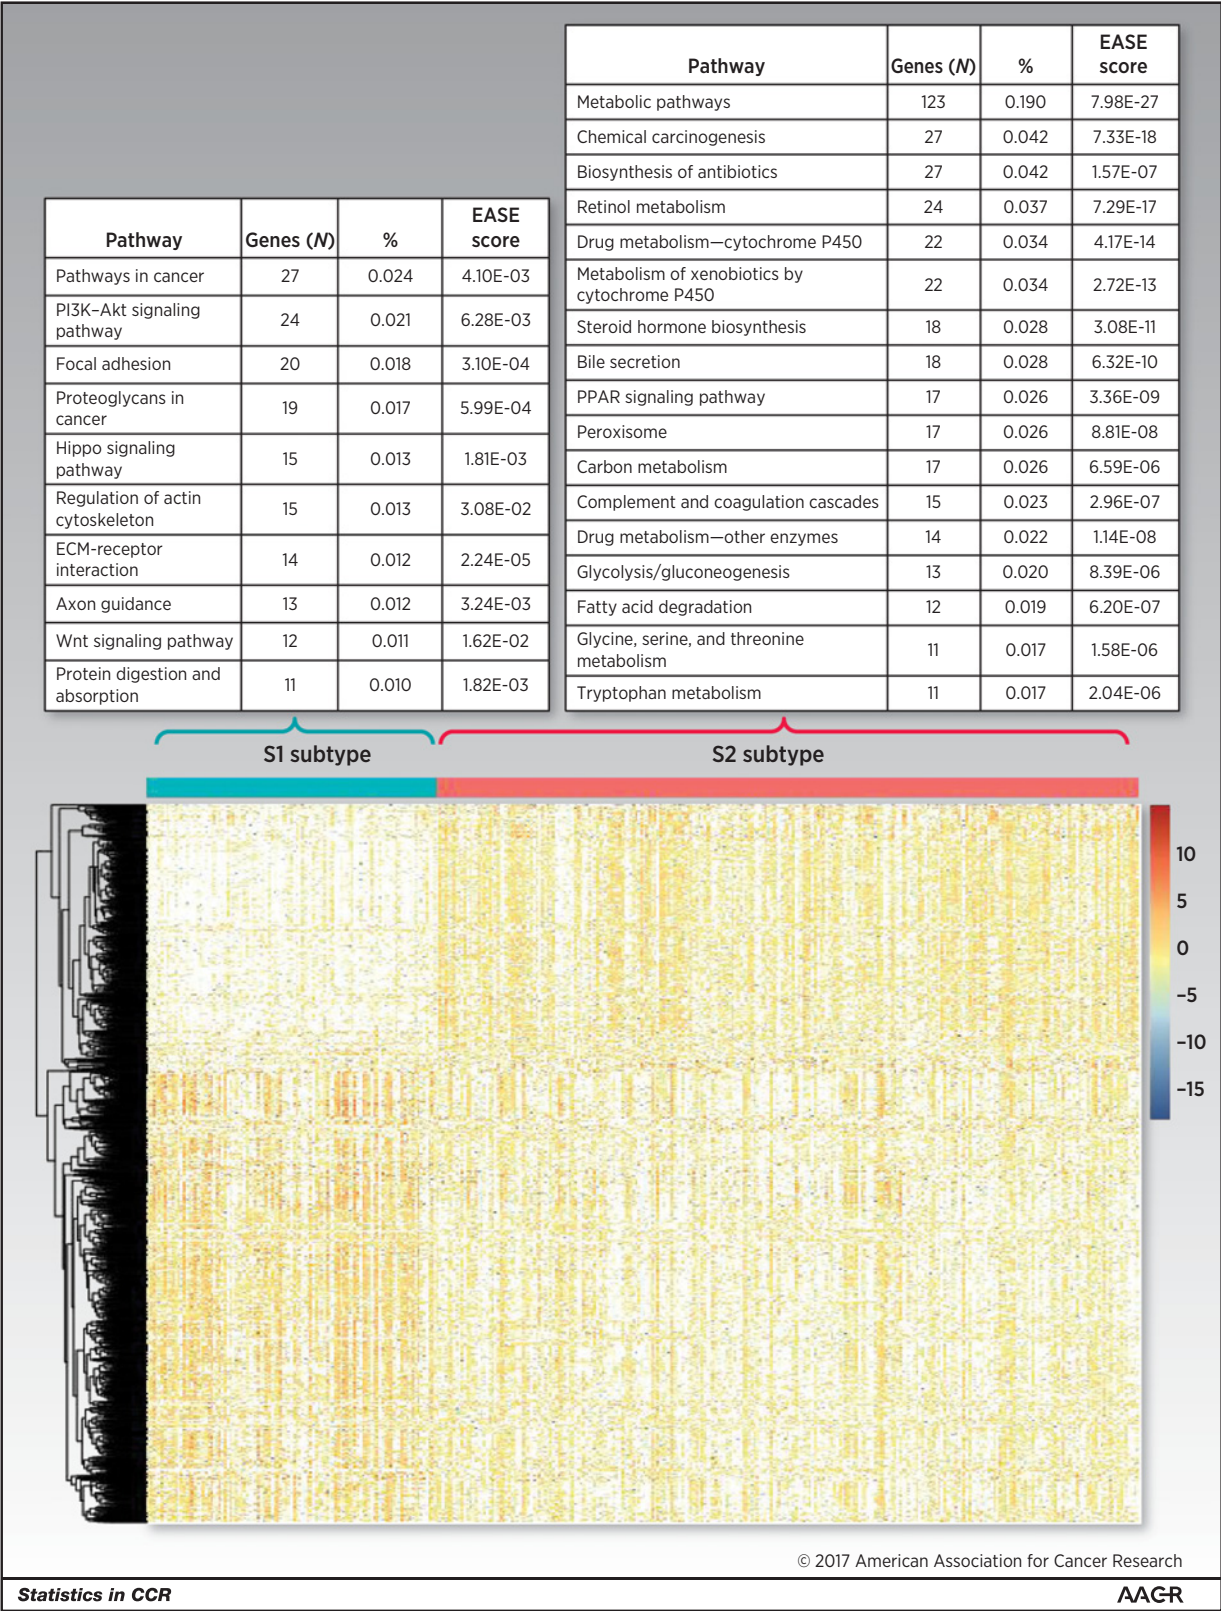 Pathway Genes (N) % EASE score
Metabolic pathways 123 0.190 7.98E-27
Chemical carcinogenesis 27 0.042 7.33E-18
Biosynthesis of antibiotics 27 0.042 1.57E-07
Retinol metabolism 24 0.037 7.29E-17
Drug metabolism—cytochrome P450 22 0.034 4.17E-14
Metabolism of xenobiotics by
cytochrome P450 22 0.034 2.72E-13
Steroid hormone biosynthesis 18 0.028 3.08E-11
Bile secretion 18 0.028 6.32E-10
PPAR signaling pathway 17 0.026 3.36E-09
Peroxisome 17 0.026 8.81E-08
Carbon metabolism 17 0.026 6.59E-06
Complement and coagulation cascades 15 0.023 2.96E-07
Drug metabolism—other enzymes 14 0.022 1.14E-08
Glycolysis/gluconeogenesis 13 0.020 8.39E-06
Fatty acid degradation 12 0.019 6.20E-07
Glycine, serine, and threonine
metabolism 11 0.017 1.58E-06
Tryptophan metabolism 11 0.017 2.04E-06
Pathway Genes (N) % EASE score
Pathways in cancer 27 0.024 4.10E-03
PI3K–Akt signaling
pathway 24 0.021 6.28E-03
Focal adhesion 20 0.018 3.10E-04
Proteoglycans in
cancer 19 0.017 5.99E-04
Hippo signaling
pathway 15 0.013 1.81E-03
Regulation of actin
cytoskeleton 15 0.013 3.08E-02
ECM-receptor
interaction 14 0.012 2.24E-05
Axon guidance 13 0.012 3.24E-03
Wnt signaling pathway 12 0.011 1.62E-02
Protein digestion and
absorption 11 0.010 1.82E-03
S1 subtype
S2 subtype
10
5
0
–5
–10
–15
© 2017 American Association for Cancer Research
Statistics in CCR
AACR